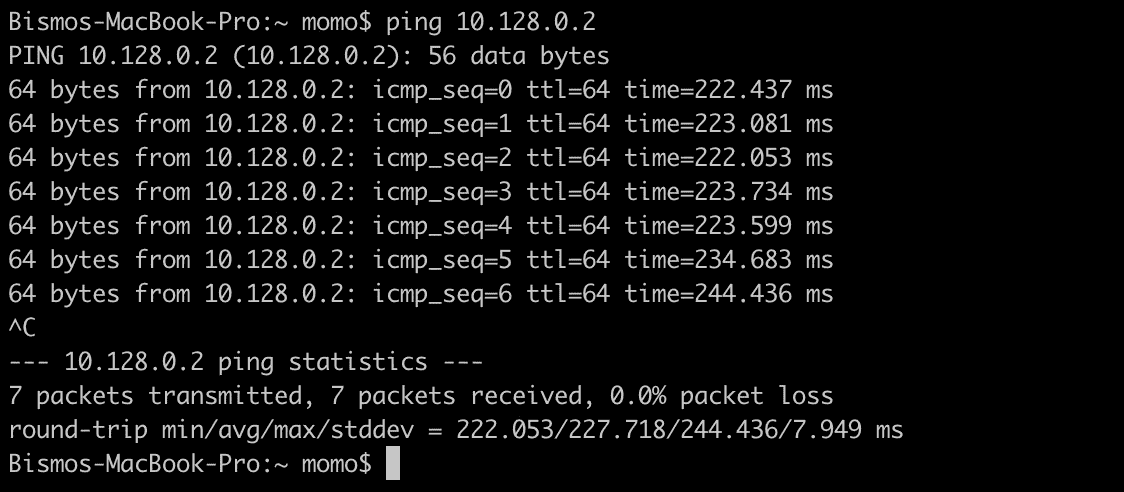 Bismos-MacBook-Pro:~ momo$ ping 10.128.0.2
PING 10.128.0.2 (10.128.0.2): 56 data bytes
64 bytes from 10.128.0.2: icmp_seq=0 ttl=64 time=222.437 ms
64 bytes from 10.128.0.2: icmp_seq=1 ttl=64 time=223.081 ms
64 bytes from 10.128.0.2: icmp_seq=2 ttl=64 time=222.053 ms
64 bytes from 10.128.0.2: icmp_seq=3 ttl=64 time=223.734 ms
64 bytes from 10.128.0.2: icmp_seq=4 ttl=64 time=223.599 ms
64 bytes from 10.128.0.2: icmp_seq=5 ttl=64 time=234.683 ms
64 bytes from 10.128.0.2: icmp_seq=6 ttl=64 time=244.436 ms
^C
--- 10.128.0.2 ping statistics ---
7 packets transmitted, 7 packets received, 0.0% packet loss
round-trip min/avg/max/stddev = 222.053/227.718/244.436/7.949 ms
Bismos-MacBook-Pro:~ momo$